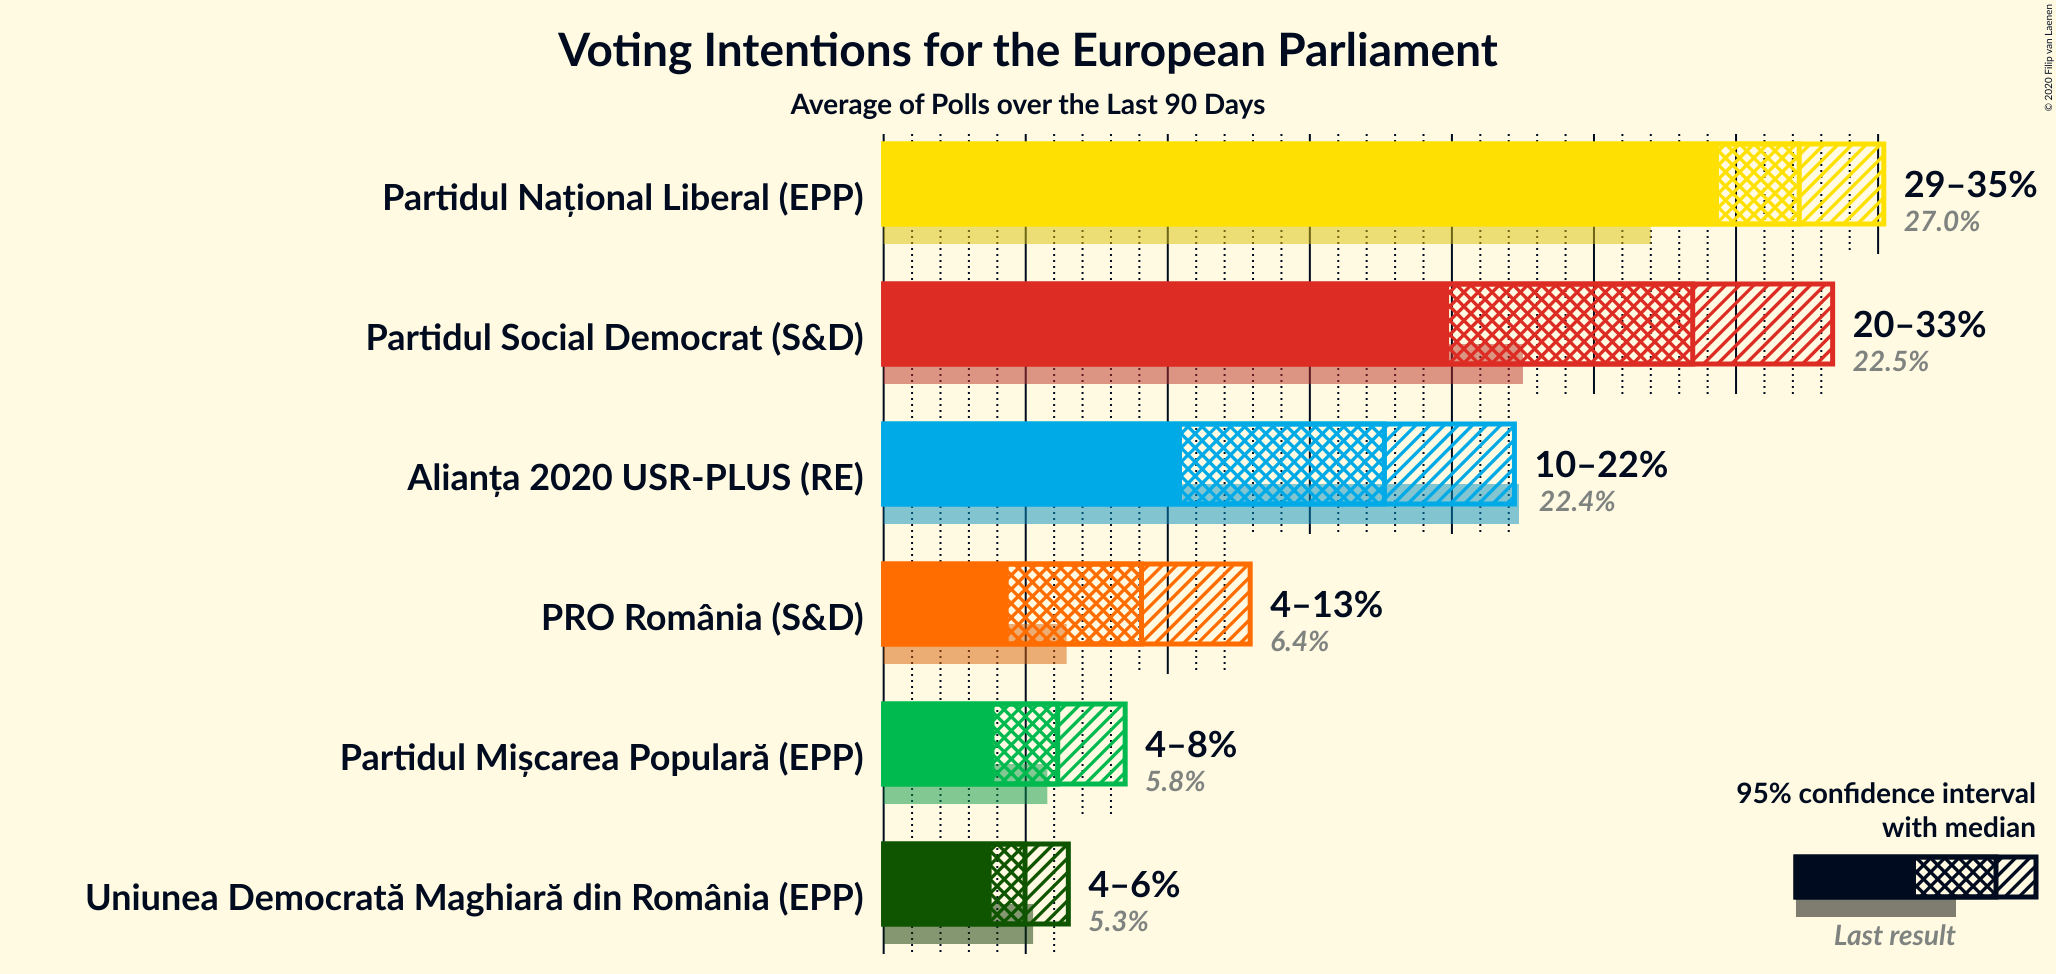 Voting Intentions for the European Parliament
Average of Polls over the Last 90 Days
© 2020 Filip van Laenen
Partidul Național Liberal (EPP)
29–35%
27.0%
Partidul Social Democrat (S&D)
20–33%
22.5%
Alianța 2020 USR-PLUS (RE)
10–22%
22.4%
PRO România (S&D)
4–13%
6.4%
Partidul Mișcarea Populară (EPP)
4–8%
5.8%
Uniunea Democrată Maghiară din România (EPP)
4–6%
5.3%
95% confidence interval
with median
Last result